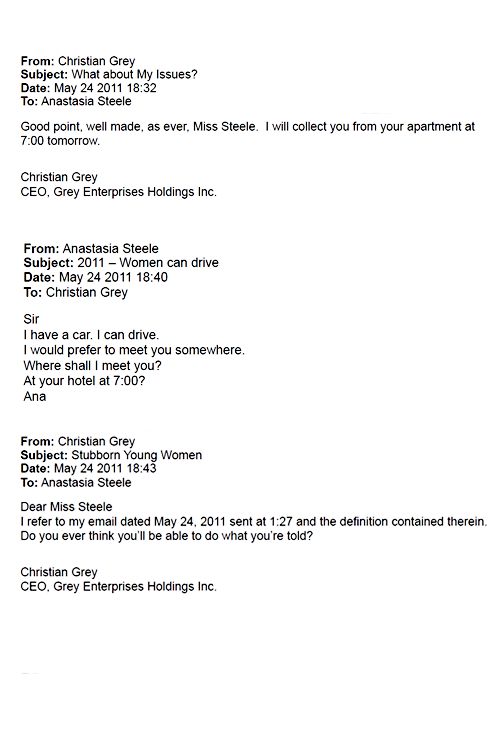 From: Christian Grey
Subject: What about My Issues?
Date: May 24 2011 18:32
To: Anastasia Steele
Good point, well made, as ever, Miss Steele.  I will collect you from your apartment at
7:00 tomorrow.
Christian Grey
CEO, Grey Enterprises Holdings Inc.
From: Anastasia Steele
Subject: 2011 – Women can drive
Date: May 24 2011 18:40
To: Christian Grey
Sir
I have a car. I can drive.
I would prefer to meet you somewhere.
Where shall I meet you?
At your hotel at 7:00?
Ana
From: Christian Grey
Subject: Stubborn Young Women
Date: May 24 2011 18:43
To: Anastasia Steele
Dear Miss Steele
I refer to my email dated May 24, 2011 sent at 1:27 and the definition contained therein.
Do you ever think you'll be able to do what you're told?
Christian Grey
CEO, Grey Enterprises Holdings Inc.